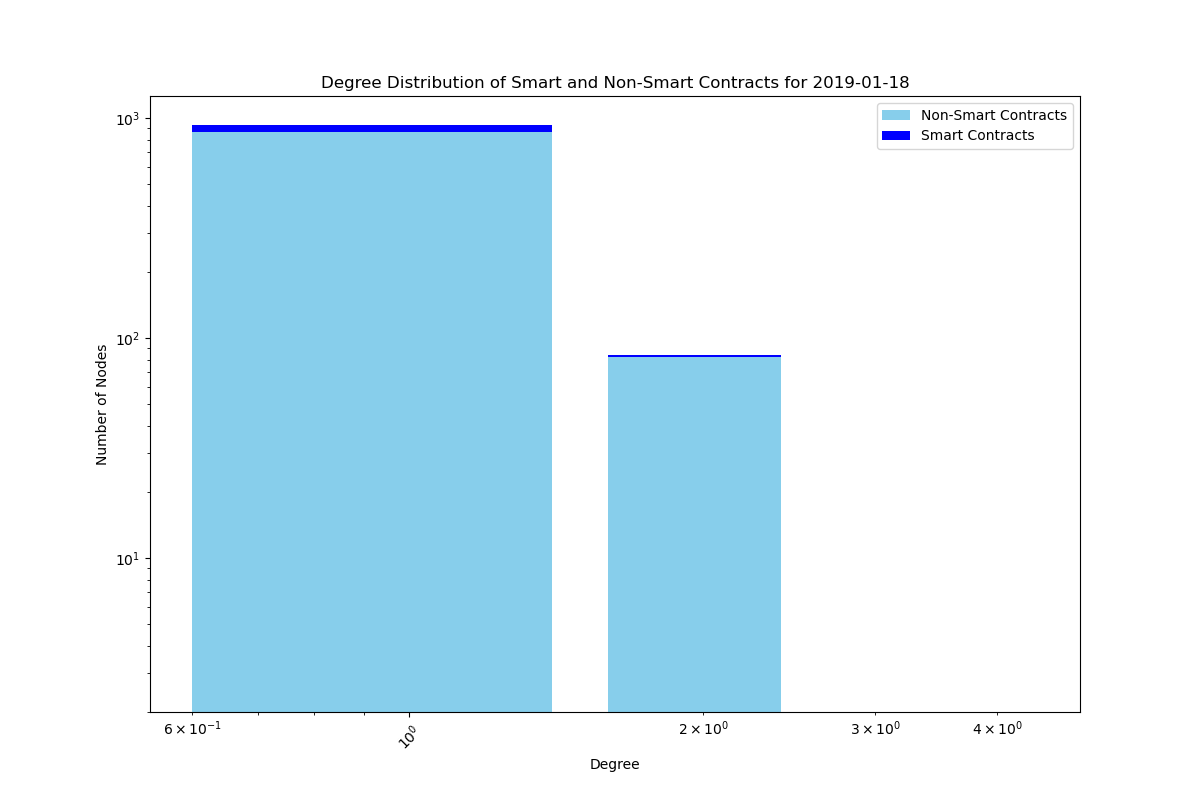 Degree Distribution of Smart and Non-Smart Contracts for 2019-01-18
Non-Smart Contracts
Smart Contracts
Number of Nodes
10³
10²
10¹
6 × 10⁻¹
10⁰
2 × 10⁰
3 × 10⁰
4 × 10⁰
Degree